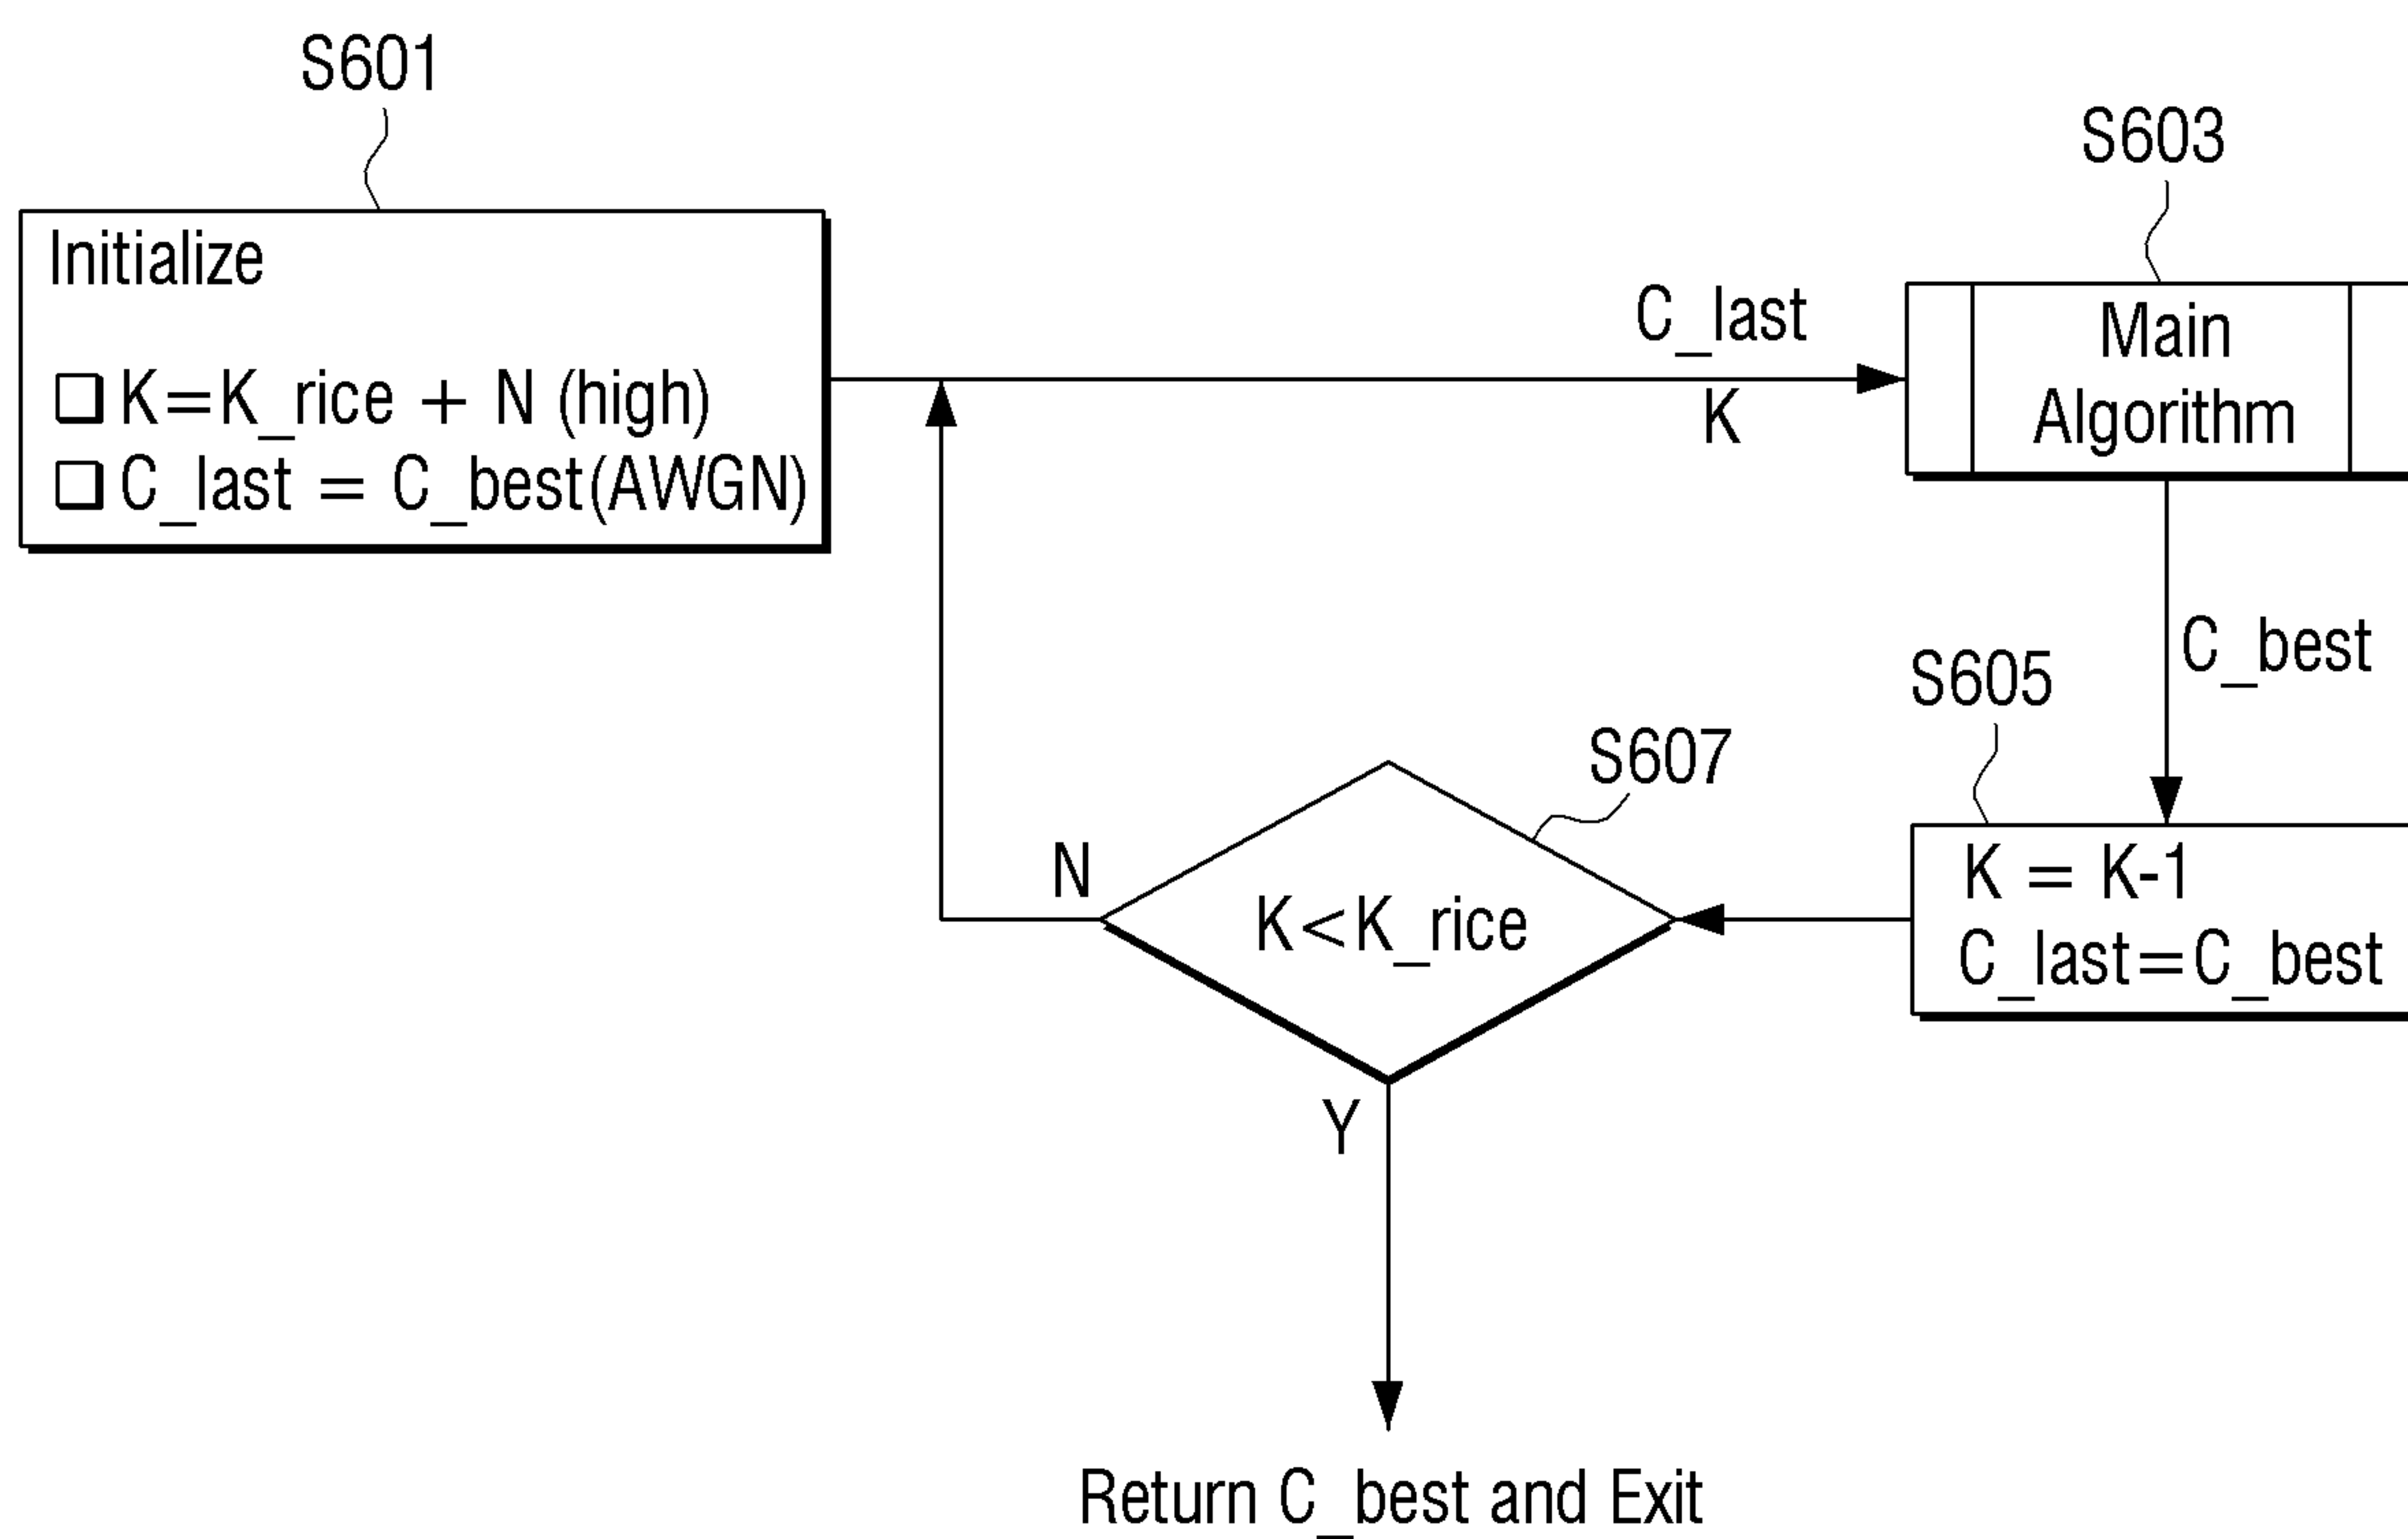 S601
Initialize
K=K_rice + N (high)
C_last = C_best(AWGN)
C_last
K
S603
Main
Algorithm
C_best
S605
K = K-1
C_last=C_best
S607
K<K_rice
N
Y
Return C_best and Exit